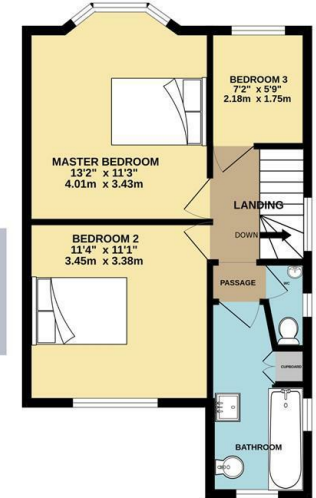 BEDROOM 3
7'2" x 5'9"
2.18m x 1.75m
MASTER BEDROOM
13'2" x 11'3"
4.01m x 3.43m
LANDING
DOWN
BEDROOM 2
11'4" x 11'1"
3.45m x 3.38m
PASSAGE
WC
CUPBOARD
BATHROOM